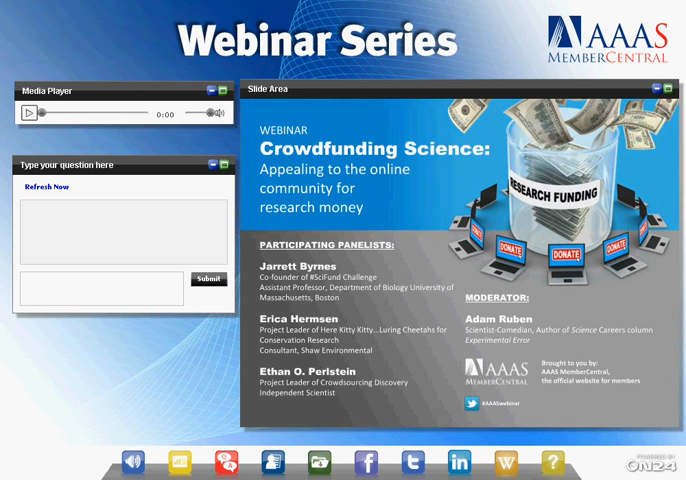 Webinar Series
AAAS
MEMBERCENTRAL
Media Player
0:00
Type your question here
Refresh Now
Submit
Slide Area
WEBINAR
Crowdfunding Science:
Appealing to the online
community for
research money
RESEARCH FUNDING
DONATE
DONATE
DONATE
DONATE
DONATE
PARTICIPATING PANELISTS:
Jarrett Byrnes
Co-founder of #SciFund Challenge
Assistant Professor, Department of Biology University of
Massachusetts, Boston
Erica Hermsen
Project Leader of Here Kitty Kitty...Luring Cheetahs for
Conservation Research
Consultant, Shaw Environmental
Ethan O. Perlstein
Project Leader of Crowdsourcing Discovery
Independent Scientist
MODERATOR:
Adam Ruben
Scientist-Comedian, Author of Science Careers column
Experimental Error
AAAS
MEMBERCENTRAL
Brought to you by:
AAAS MemberCentral,
the official website for members
#AAASwebinar
Q
A
f
t
in
W
?
POWERED BY
ON24